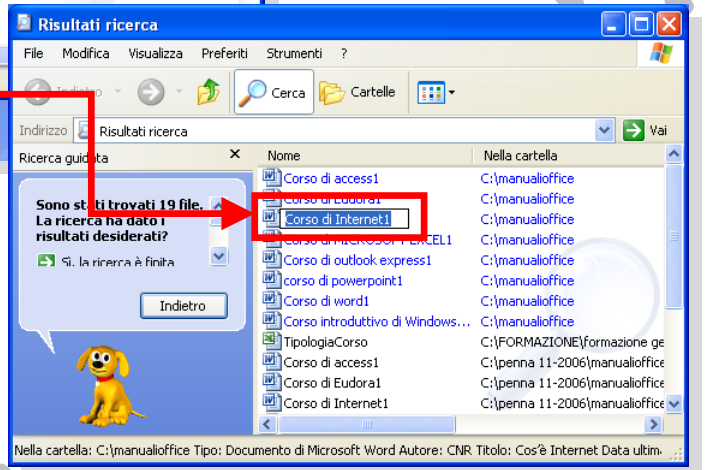 Risultati ricerca
File Modifica Visualizza Preferiti Strumenti ?
Indietro Cerca Cartelle
Indirizzo Risultati ricerca Vai
Ricerca guidata
Sono stati trovati 19 file.
La ricerca ha dato i
risultati desiderati?
Sì, la ricerca è finita
Indietro
Nome Nella cartella
Corso di access1 C:\manualioffice
Corso di Eudora1 C:\manualioffice
Corso di Internet1 C:\manualioffice
Corso di MICROSOFT EXCEL1 C:\manualioffice
Corso di outlook express1 C:\manualioffice
corso di powerpoint1 C:\manualioffice
Corso di word1 C:\manualioffice
Corso introduttivo di Windows... C:\manualioffice
TipologiaCorso C:\FORMAZIONE\formazione ge
Corso di access1 C:\penna 11-2006\manualioffice
Corso di Eudora1 C:\penna 11-2006\manualioffice
Corso di Internet1 C:\penna 11-2006\manualioffice
Nella cartella: C:\manualioffice Tipo: Documento di Microsoft Word Autore: CNR Titolo: Cos'è Internet Data ultim